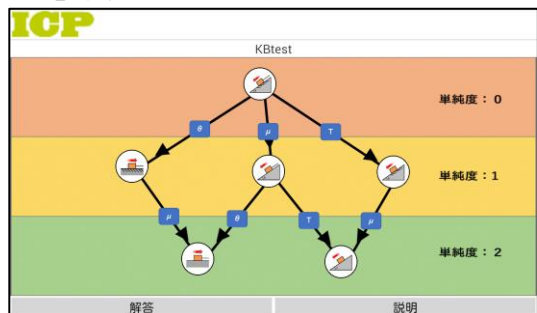 ICP
KBtest
単純度：0
θ μ T
単純度：1
μ θ T μ
単純度：2
解答 説明